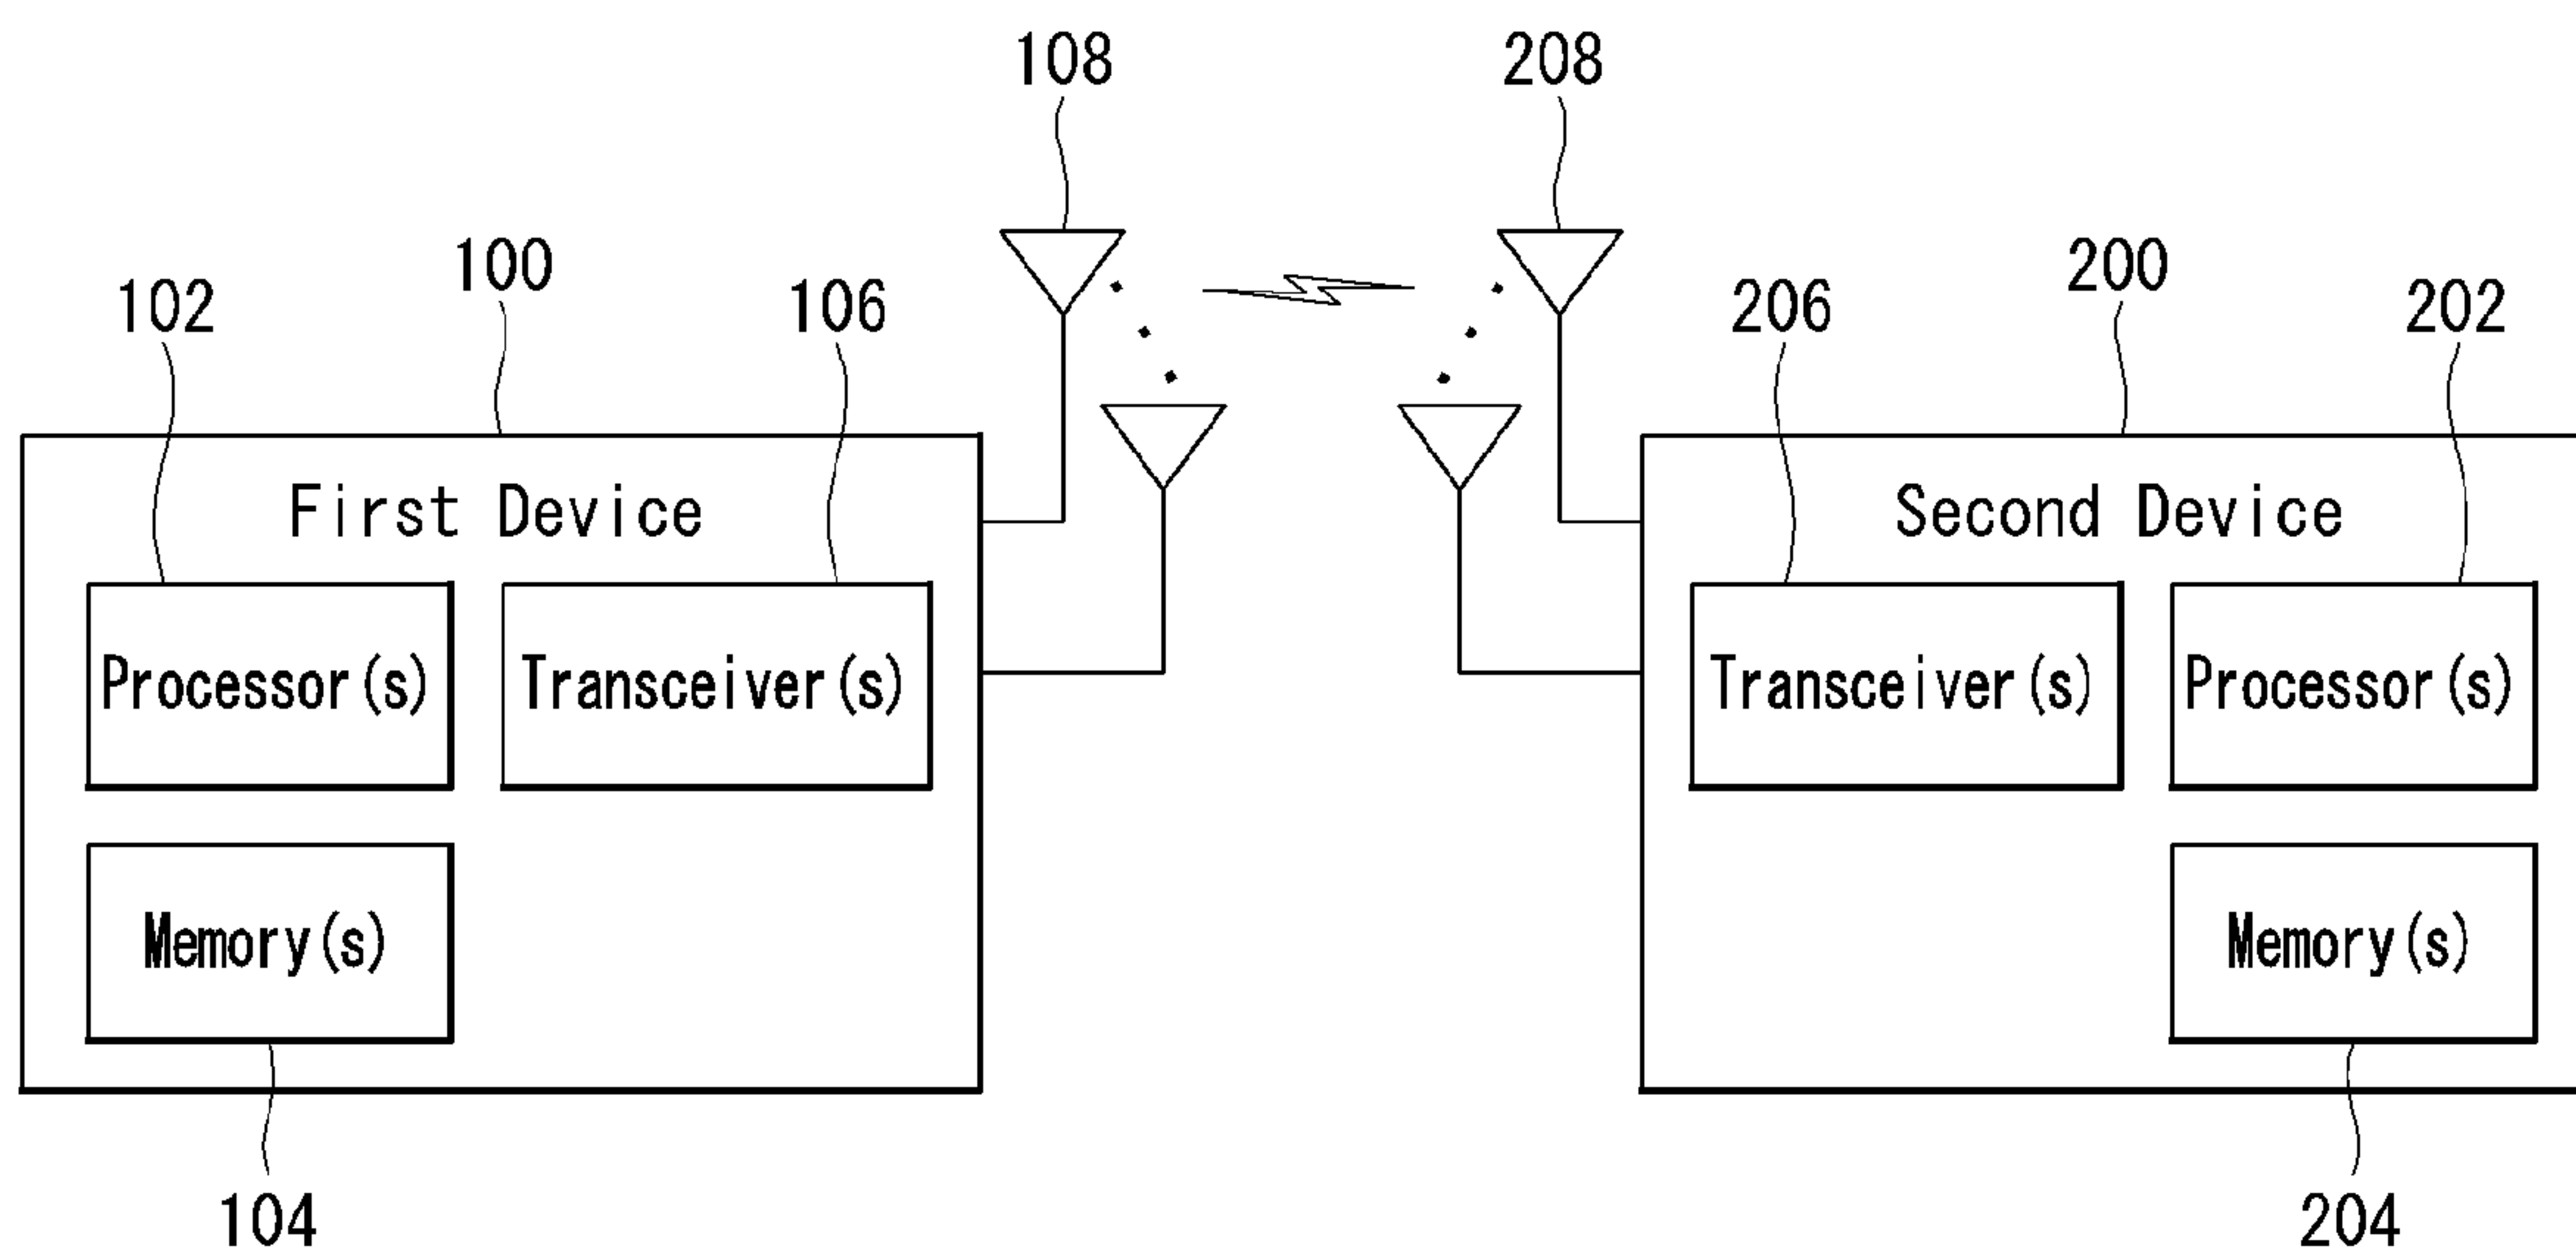 108 208
100 200
102 106 206 202
First Device Second Device
Processor(s) Transceiver(s) Transceiver(s) Processor(s)
Memory(s) Memory(s)
104 204